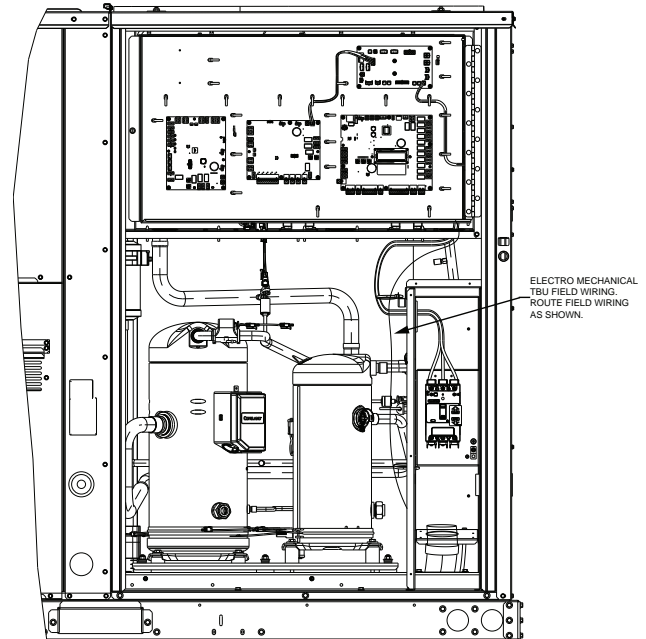 ELECTRO MECHANICAL
TBU FIELD WIRING.
ROUTE FIELD WIRING
AS SHOWN.